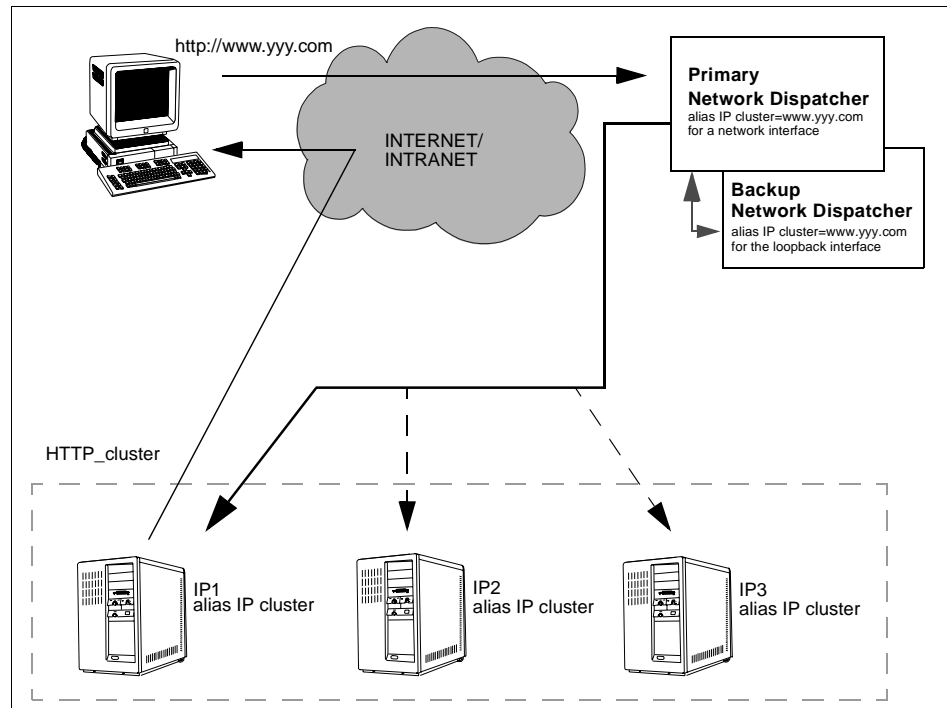 http://www.yyy.com
Primary
Network Dispatcher
alias IP cluster=www.yyy.com
for a network interface
INTERNET/
INTRANET
Backup
Network Dispatcher
alias IP cluster=www.yyy.com
for the loopback interface
HTTP_cluster
IP1
alias IP cluster
IP2
alias IP cluster
IP3
alias IP cluster